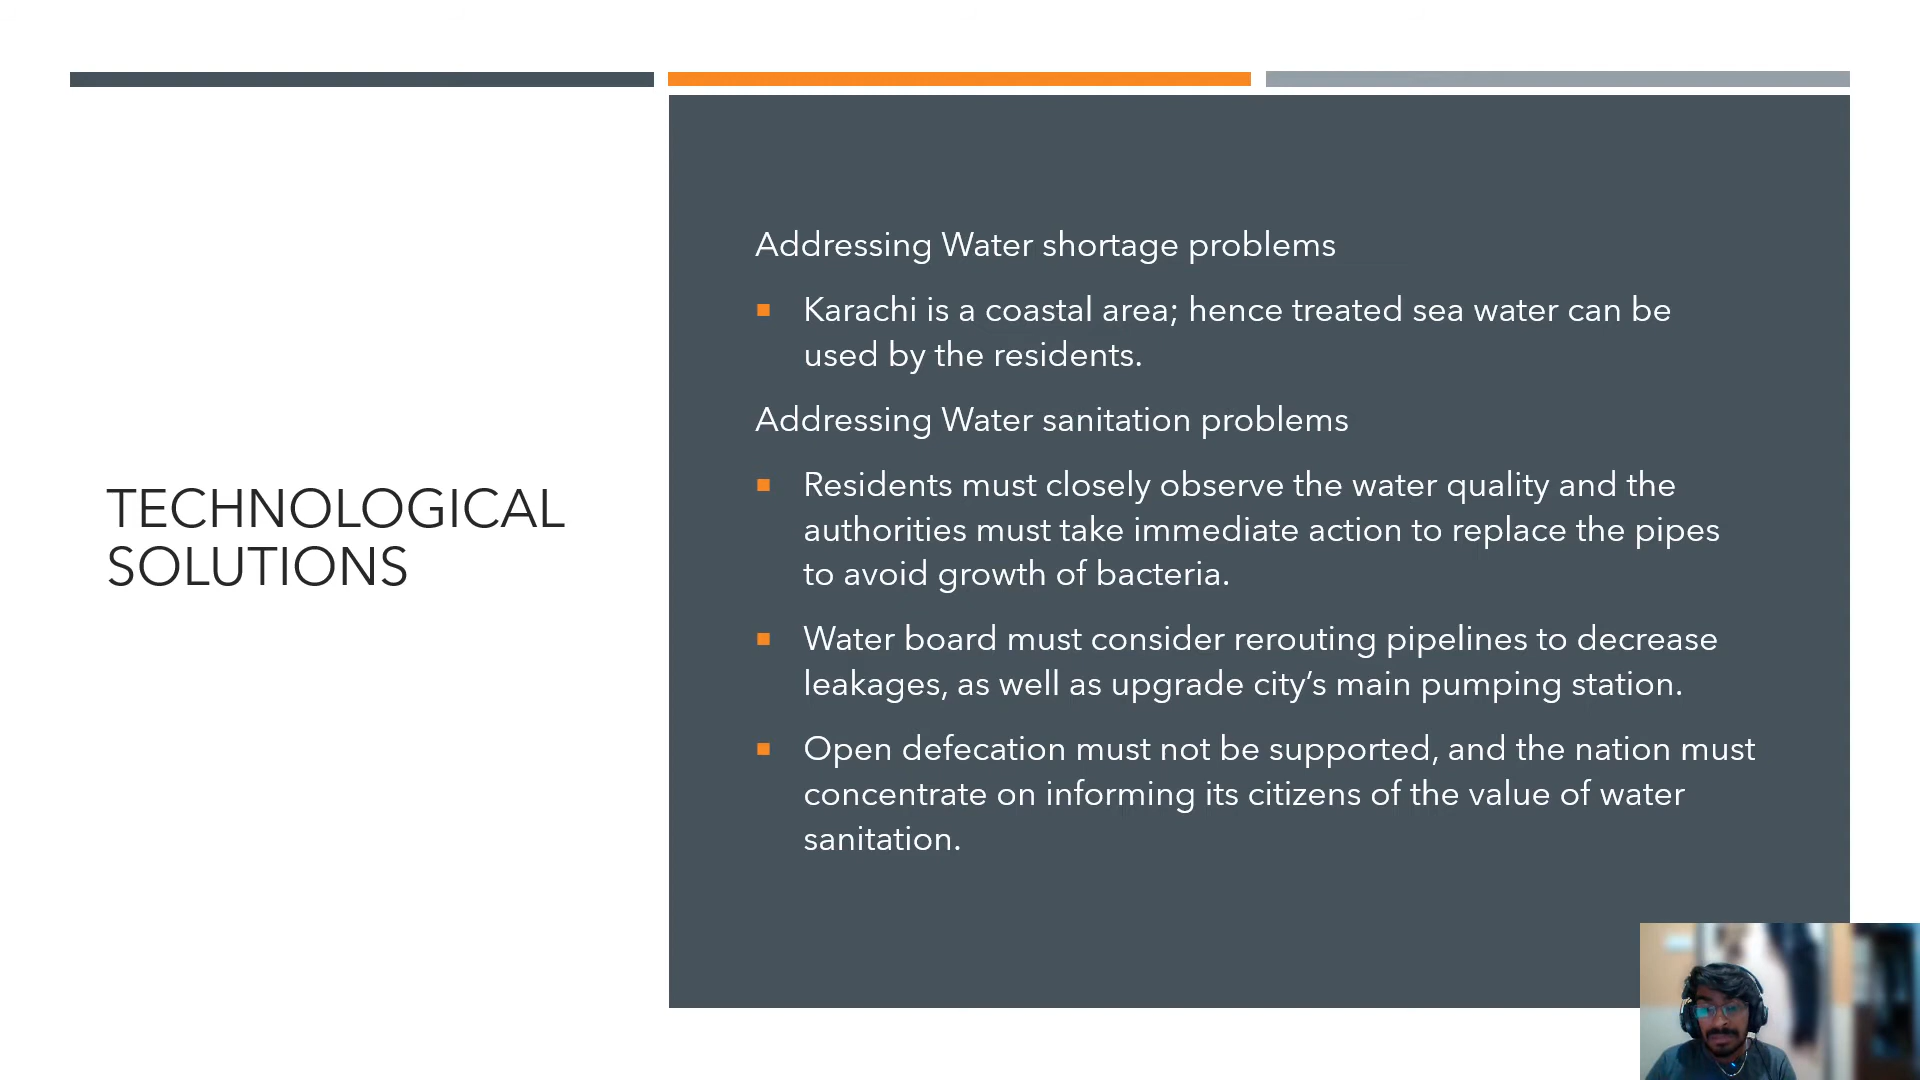 TECHNOLOGICAL
SOLUTIONS
Addressing Water shortage problems
Karachi is a coastal area; hence treated sea water can be
used by the residents.
Addressing Water sanitation problems
Residents must closely observe the water quality and the
authorities must take immediate action to replace the pipes
to avoid growth of bacteria.
Water board must consider rerouting pipelines to decrease
leakages, as well as upgrade city’s main pumping station.
Open defecation must not be supported, and the nation must
concentrate on informing its citizens of the value of water
sanitation.